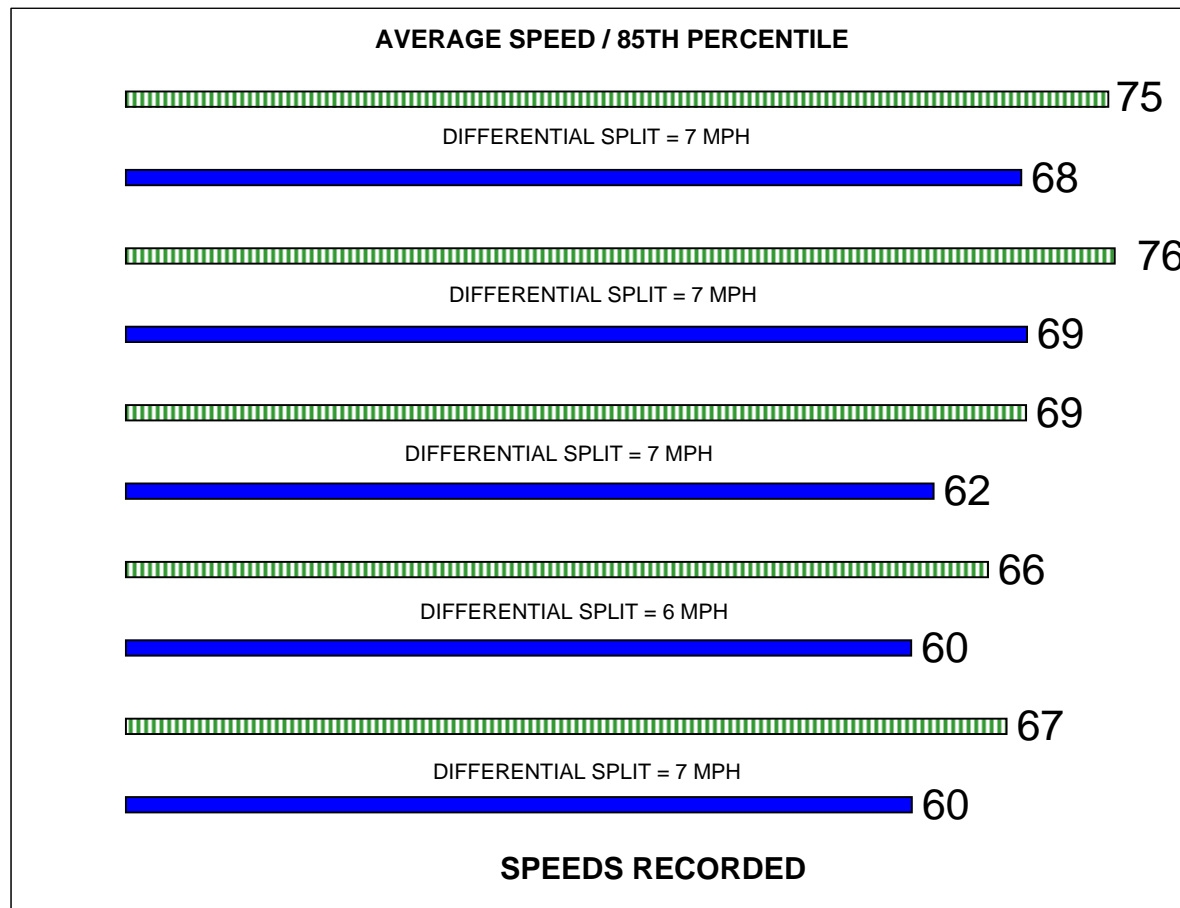 AVERAGE SPEED / 85TH PERCENTILE
75
DIFFERENTIAL SPLIT = 7 MPH
68
76
DIFFERENTIAL SPLIT = 7 MPH
69
69
DIFFERENTIAL SPLIT = 7 MPH
62
66
DIFFERENTIAL SPLIT = 6 MPH
60
67
DIFFERENTIAL SPLIT = 7 MPH
60
SPEEDS RECORDED